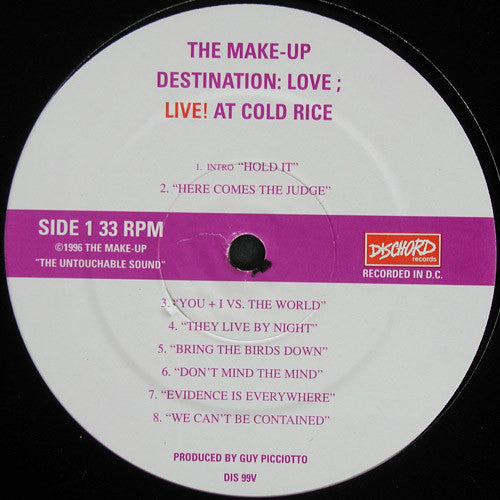 THE MAKE-UP
DESTINATION: LOVE ;
LIVE! AT COLD RICE
1. INTRO “HOLD IT”
2. “HERE COMES THE JUDGE”
SIDE 1 33 RPM
©1996 THE MAKE-UP
"THE UNTOUCHABLE SOUND"
DISCHORD
records
RECORDED IN D.C.
3. “YOU + I VS. THE WORLD”
4. “THEY LIVE BY NIGHT”
5. “BRING THE BIRDS DOWN”
6. “DON’T MIND THE MIND”
7. “EVIDENCE IS EVERYWHERE”
8. “WE CAN’T BE CONTAINED”
PRODUCED BY GUY PICCIOTTO
DIS 99V